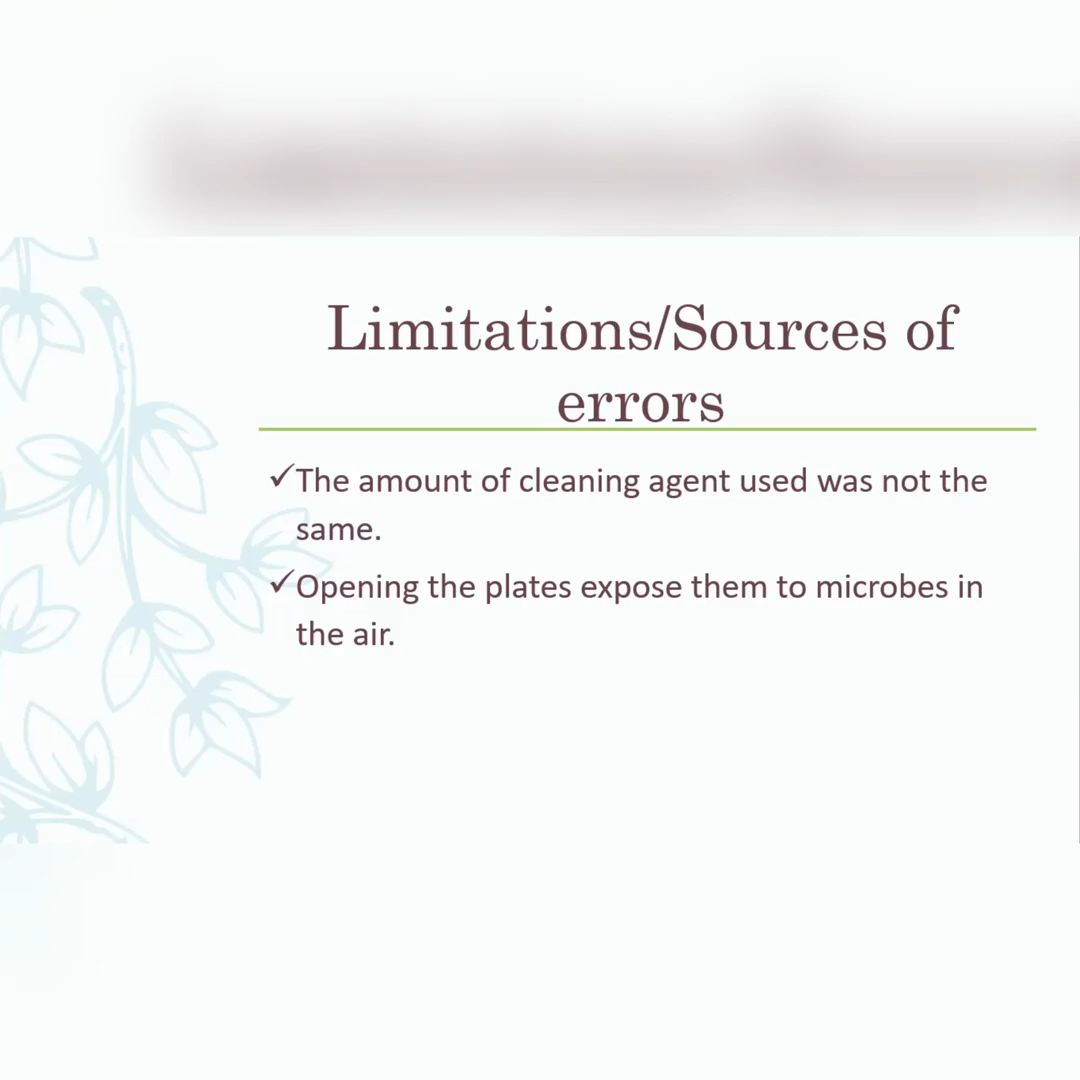 Limitations/Sources of
errors
✓The amount of cleaning agent used was not the
same.
✓Opening the plates expose them to microbes in
the air.